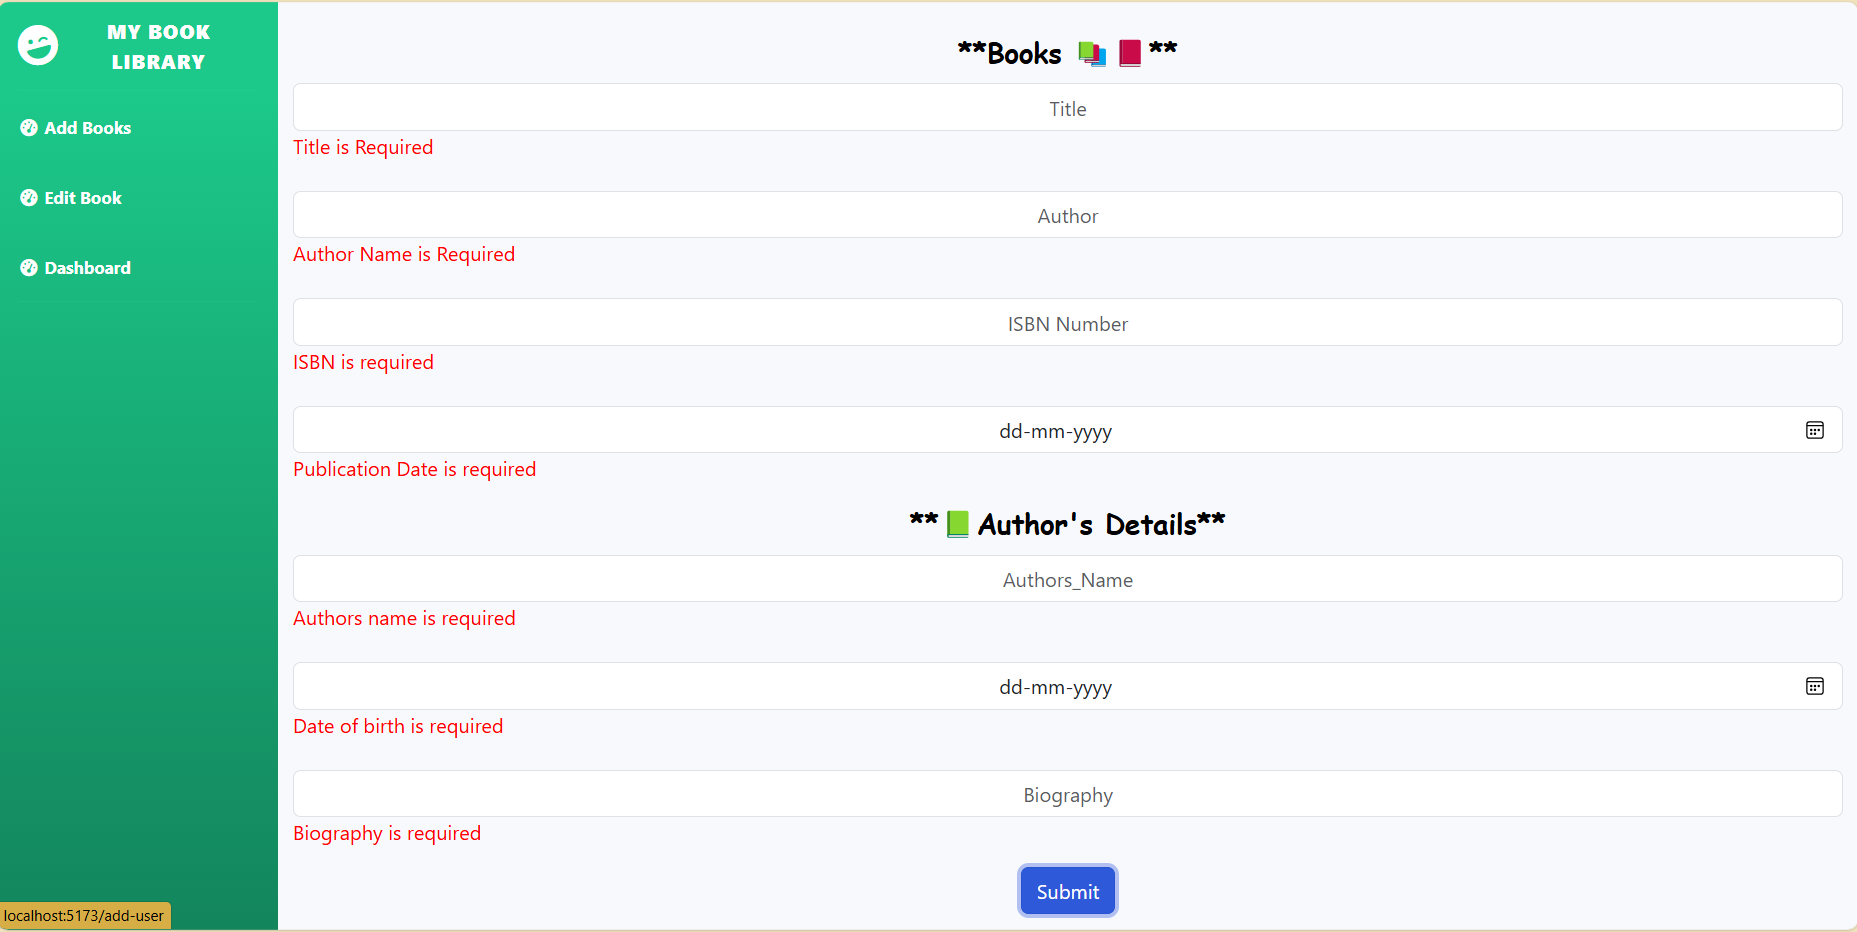 MY BOOK
LIBRARY
Add Books
Edit Book
Dashboard
**Books 📚📕**
Title
Title is Required
Author
Author Name is Required
ISBN Number
ISBN is required
dd-mm-yyyy
Publication Date is required
**📗Author's Details**
Authors_Name
Authors name is required
dd-mm-yyyy
Date of birth is required
Biography
Biography is required
Submit
localhost:5173/add-user